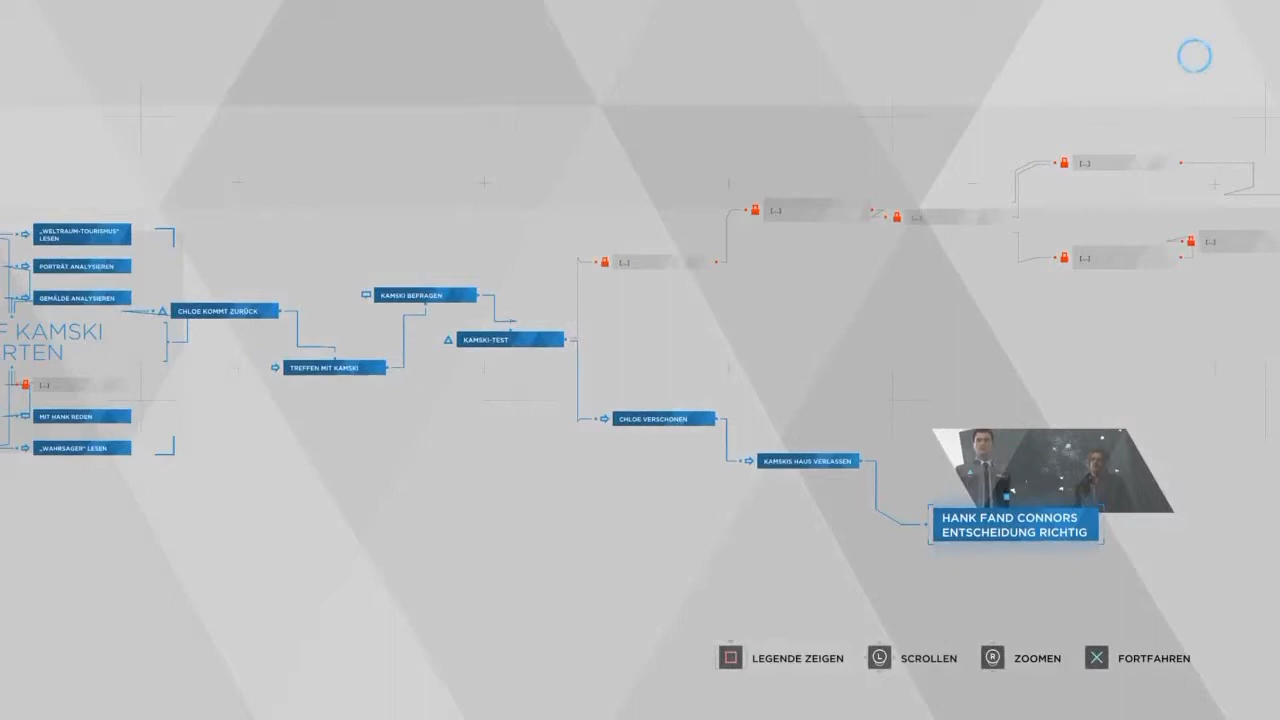 „WELTRAUM-TOURISMUS"
LESEN
PORTRÄT ANALYSIEREN
GEMÄLDE ANALYSIEREN
F KAMSKI
RTEN
[...]
MIT HANK REDEN
„WAHRSAGER" LESEN
CHLOE KOMMT ZURÜCK
TREFFEN MIT KAMSKI
KAMSKI BEFRAGEN
KAMSKI-TEST
[...]
[...]
[...]
[...]
[...]
[...]
CHLOE VERSCHONEN
KAMSKIS HAUS VERLASSEN
HANK FAND CONNORS
ENTSCHEIDUNG RICHTIG
LEGENDE ZEIGEN
L
SCROLLEN
R
ZOOMEN
FORTFAHREN